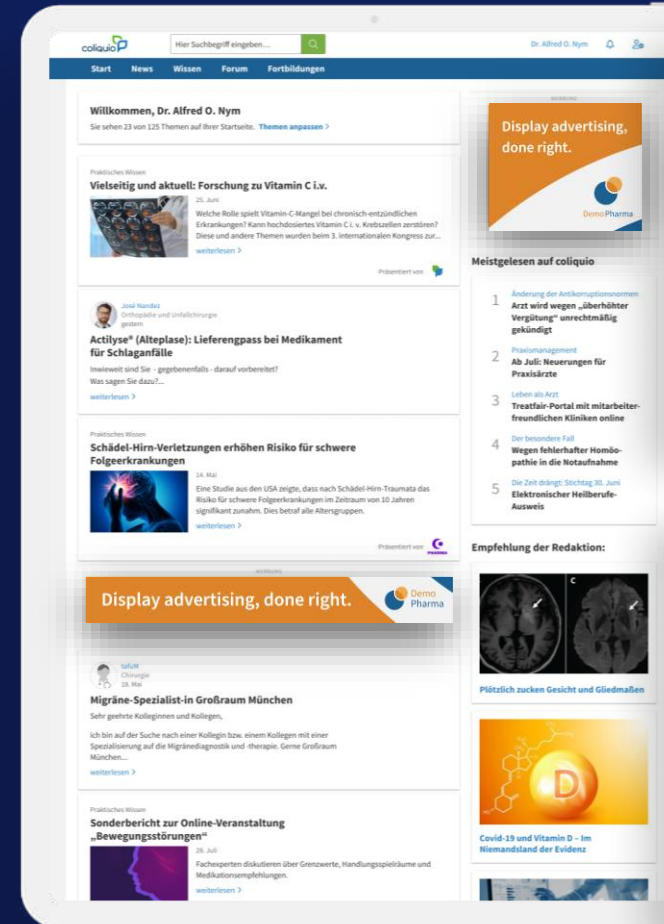 coliquio
Hier Suchbegriff eingeben...
Dr. Alfred O. Nym
Start News Wissen Forum Fortbildungen
Willkommen, Dr. Alfred O. Nym
Sie sehen 23 von 125 Themen auf Ihrer Startseite. Themen anpassen >
Praktisches Wissen
Vielseitig und aktuell: Forschung zu Vitamin C i.v.
25. Juni
Welche Rolle spielt Vitamin-C-Mangel bei chronisch-entzündlichen
Erkrankungen? Kann hochdosiertes Vitamin C i. v. Krebszellen zerstören?
Diese und andere Themen wurden beim 3. internationalen Kongress zur...
weiterlesen >
Präsentiert von
José Nandez
Orthopädie und Unfallchirurgie
gestern
Actilyse® (Alteplase): Lieferengpass bei Medikament
für Schlaganfälle
Inwieweit sind Sie - gegebenenfalls - darauf vorbereitet?
Was sagen Sie dazu?...
weiterlesen >
Praktisches Wissen
Schädel-Hirn-Verletzungen erhöhen Risiko für schwere
Folgeerkrankungen
14. Mai
Eine Studie aus den USA zeigte, dass nach Schädel-Hirn-Traumata das
Risiko für schwere Folgeerkrankungen im Zeitraum von 10 Jahren
signifikant zunahm. Dies betraf alle Altersgruppen.
weiterlesen >
Präsentiert von
PHARMA
WERBUNG
Display advertising, done right.
Demo
Pharma
tafuM
Chirurgie
18. Mai
Migräne-Spezialist-in Großraum München
Sehr geehrte Kolleginnen und Kollegen,
ich bin auf der Suche nach einer Kollegin bzw. einem Kollegen mit einer
Spezialisierung auf die Migränediagnostik und -therapie. Gerne Großraum
München...
weiterlesen >
Praktisches Wissen
Sonderbericht zur Online-Veranstaltung
„Bewegungsstörungen“
28. Juli
Fachexperten diskutieren über Grenzwerte, Handlungsspielräume und
Medikationsempfehlungen.
weiterlesen >
WERBUNG
Display advertising,
done right.
DemoPharma
Meistgelesen auf coliquio
1 Änderung der Antikorruptionsnormen
Arzt wird wegen „überhöhter
Vergütung“ unrechtmäßig
gekündigt
2 Praxismanagement
Ab Juli: Neuerungen für
Praxisärzte
3 Leben als Arzt
Treatfair-Portal mit mitarbeiter-
freundlichen Kliniken online
4 Der besondere Fall
Wegen fehlerhafter Homöo-
pathie in die Notaufnahme
5 Die Zeit drängt: Stichtag 30. Juni
Elektronischer Heilberufe-
Ausweis
Empfehlung der Redaktion:
C
Plötzlich zucken Gesicht und Gliedmaßen
D
Covid-19 und Vitamin D – Im
Niemandsland der Evidenz